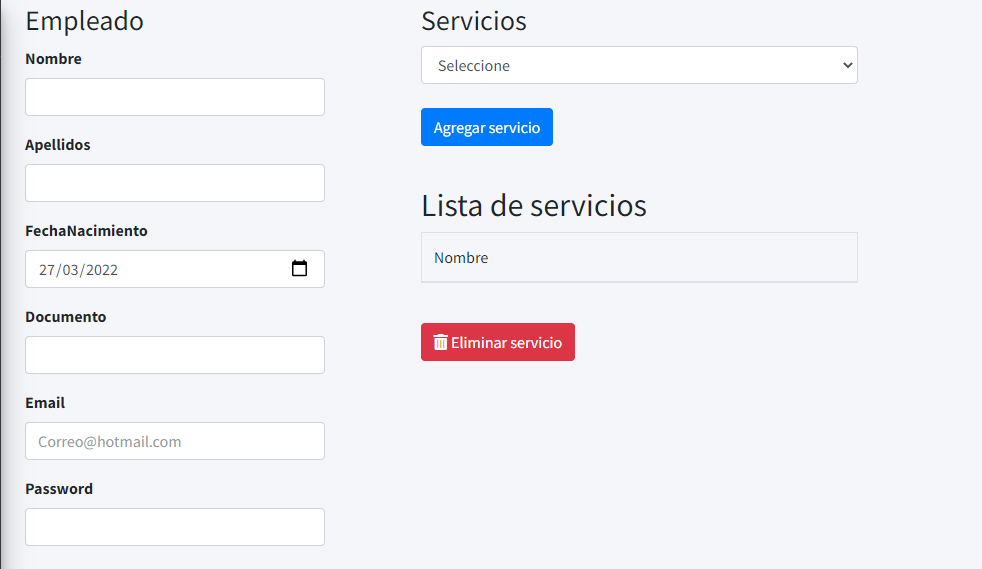 Empleado
Nombre
Apellidos
FechaNacimiento
27/03/2022
Documento
Email
Correo@hotmail.com
Password
Servicios
Seleccione
Agregar servicio
Lista de servicios
Nombre
Eliminar servicio